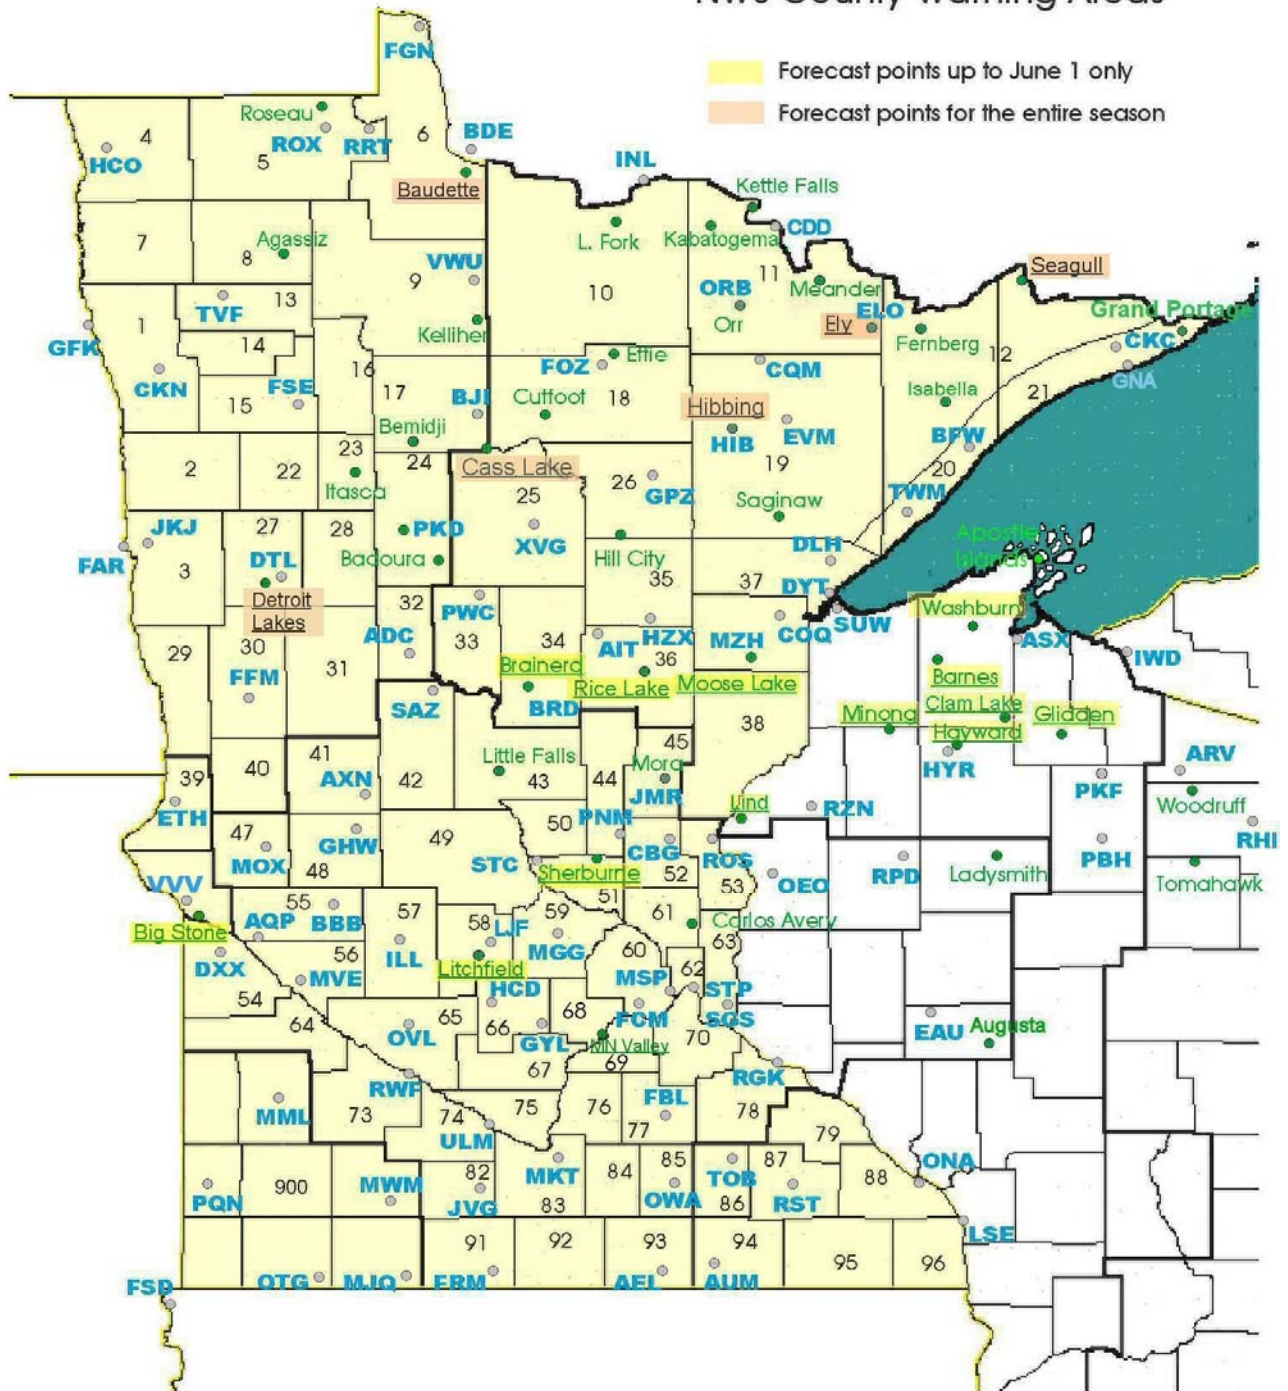 NWS County Warning Areas
Forecast points up to June 1 only
Forecast points for the entire season
FGN
Roseau
4
ROX
RRT
6
BDE
HCO
5
INL
Baudette
Kettle Falls
7
Agassiz
8
L. Fork
Kabatogema
CDD
VWU
9
10
11
Seagull
13
TVF
ORB
Meander
1
Kelliher
Orr
Ely
ELO
Grand Portage
GFK
14
Fernberg
CKC
FOZ
Effie
12
16
CQM
GNA
CKN
FSE
17
BJI
Cutfoot
18
Isabella
21
15
Hibbing
Bemidji
HIB
EVM
BFW
23
24
Cass Lake
19
20
2
22
26
Itasca
25
GPZ
TWM
Saginaw
JKJ
27
28
PKD
XVG
Apostle
Islands
FAR
DTL
Badoura
Hill City
DLH
3
35
37
DYT
Detroit
Lakes
32
PWC
Washburn
ADC
33
34
HZX
MZH
COQ
SUW
ASX
29
30
AIT
36
IWD
31
Brainerd
Barnes
FFM
Rice Lake
Moose Lake
SAZ
BRD
Clam Lake
38
Minong
Glidden
Hayward
41
45
40
Little Falls
Mora
HYR
ARV
39
AXN
42
43
44
PKF
JMR
ETH
Lind
RZN
Woodruff
PNM
47
50
GHW
49
RHI
MOX
STC
CBG
ROS
PBH
48
Sherburne
52
OEO
RPD
Ladysmith
VVV
53
Tomahawk
51
55
57
59
61
AQP
BBB
58
LJF
Carlos Avery
Big Stone
MGG
60
63
56
ILL
DXX
Litchfield
62
MVE
MSP
HCD
STP
54
65
68
FCM
SGS
64
66
EAU
Augusta
OVL
GYL
MN Valley
70
69
67
RGK
RWF
MML
75
76
FBL
73
74
78
77
ULM
79
82
MKT
84
85
TOB
87
ONA
PQN
900
MWM
88
JVG
83
OWA
86
RST
LSE
91
92
93
94
95
96
FSD
OTG
MJQ
FRM
AEL
AUM